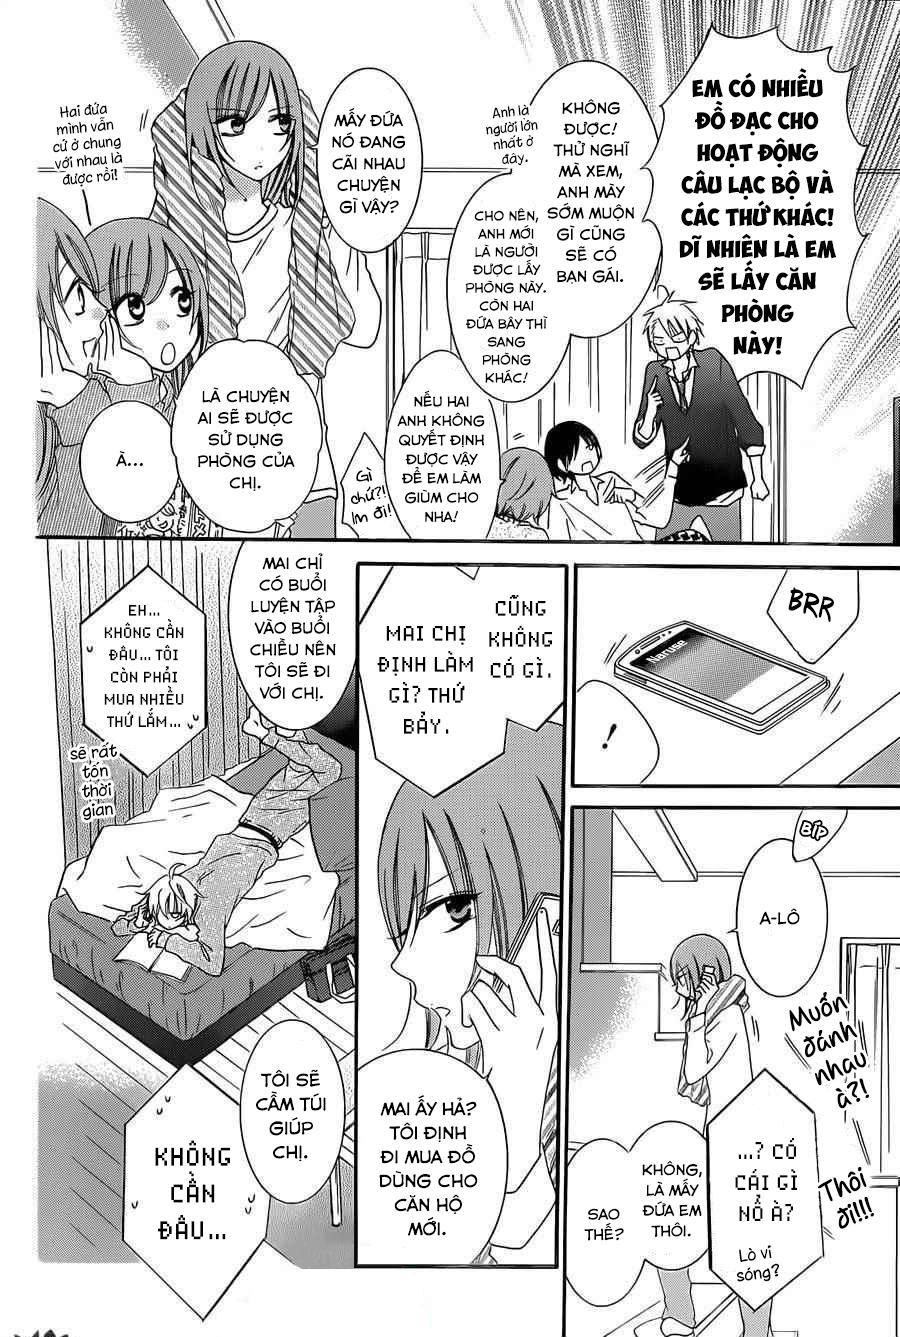 EM CÓ NHIỀU
ĐỒ ĐẠC CHO
HOẠT ĐỘNG
CÂU LẠC BỘ VÀ
CÁC THỨ KHÁC!
DĨ NHIÊN LÀ EM
SẼ LẤY CĂN
PHÒNG
NÀY!
KHÔNG
ĐƯỢC!
THỬ NGHĨ
MÀ XEM,
ANH MÀY
SỚM MUỘN
GÌ CŨNG
SẼ CÓ
BẠN GÁI.
Anh là
người lớn
nhất ở
đây.
CHO NÊN,
ANH MỚI
LÀ NGƯỜI
ĐƯỢC LẤY
PHÒNG NÀY.
CÒN HAI
ĐỨA BÂY THÌ
SANG
PHÒNG
KHÁC!
NẾU HAI
ANH KHÔNG
QUYẾT ĐỊNH
ĐƯỢC VẬY
ĐỂ EM LÀM
GIÙM CHO
NHA!
Gì
chứ?!
Im đi!
MẤY ĐỨA
NÓ ĐANG
CÃI NHAU
CHUYỆN
GÌ VẬY?
Hai đứa
mình vẫn
cứ ở chung
với nhau là
được rồi!
LÀ CHUYỆN
AI SẼ ĐƯỢC
SỬ DỤNG
PHÒNG CỦA
CHỊ.
À...
BRR
Naruse
!
BÍP
A-LÔ
Muốn
đánh
nhau
à?!
Thôi
đi!!!
...? CÓ
CÁI GÌ
NỔ À?
Lò vi
sóng?
KHÔNG,
LÀ MẤY
ĐỨA EM
THÔI.
SAO
THẾ?
CŨNG
KHÔNG
CÓ GÌ.
MAI CHỊ
ĐỊNH LÀM
GÌ? THỨ
BẢY.
MAI ẤY HẢ?
TÔI ĐỊNH
ĐI MUA ĐỒ
DÙNG CHO
CĂN HỘ
MỚI.
MAI CHỈ
CÓ BUỔI
LUYỆN TẬP
VÀO BUỔI
CHIỀU NÊN
TÔI SẼ ĐI
VỚI CHỊ.
EH...
KHÔNG CẦN
ĐÂU... TÔI
CÒN PHẢI
MUA NHIỀU
THỨ LẮM...
sẽ rất
tốn
thời
gian
TÔI SẼ
CẦM TÚI
GIÚP
CHỊ.
KHÔNG
CẦN
ĐÂU...